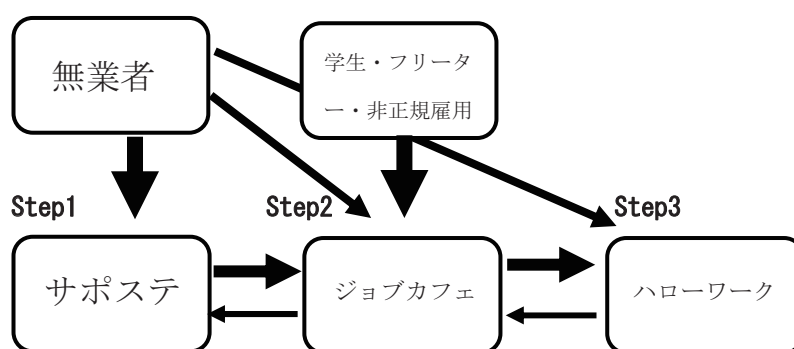 無業者
学生・フリータ
ー・非正規雇用
Step1
Step2
Step3
サポステ
ジョブカフェ
ハローワーク